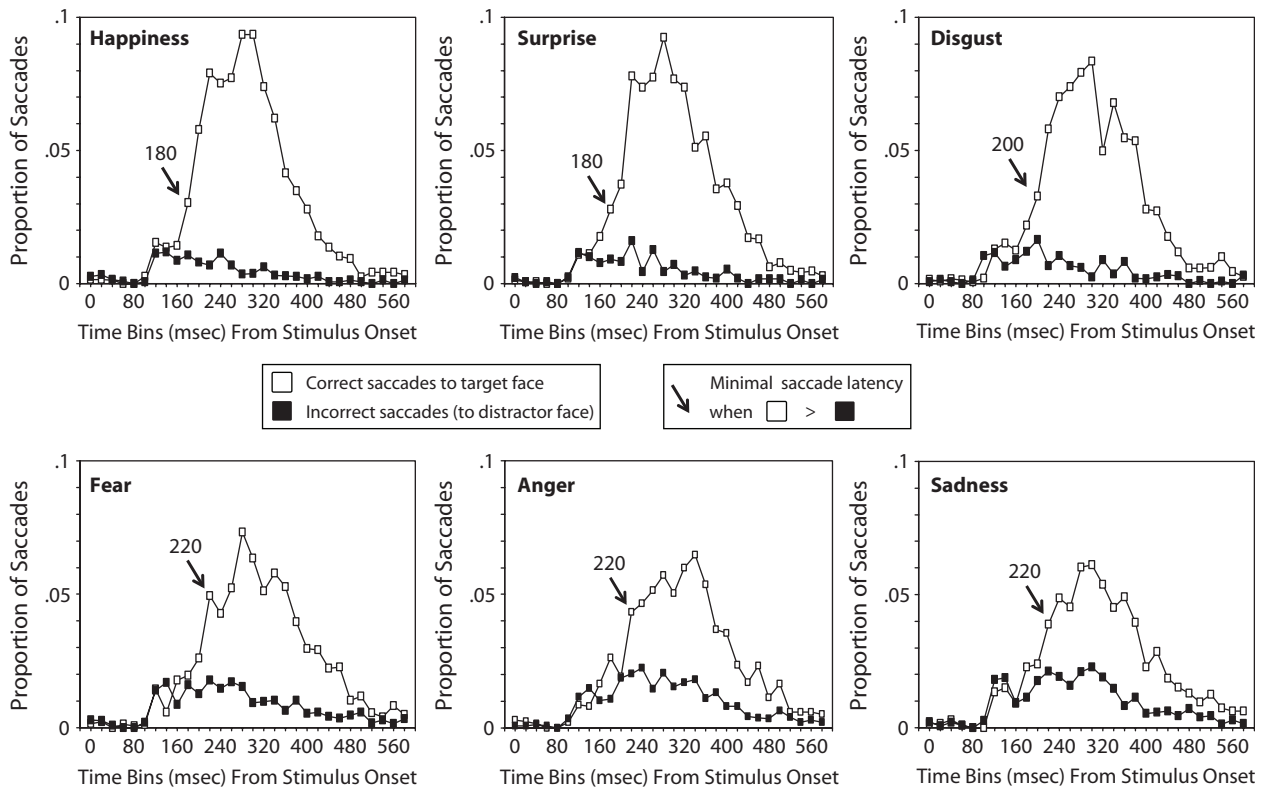 Happiness
Proportion of Saccades
.1
.05
0
180
0 80 160 240 320 400 480 560
Time Bins (msec) From Stimulus Onset
Surprise
Proportion of Saccades
.1
.05
0
180
0 80 160 240 320 400 480 560
Time Bins (msec) From Stimulus Onset
Disgust
Proportion of Saccades
.1
.05
0
200
0 80 160 240 320 400 480 560
Time Bins (msec) From Stimulus Onset
Correct saccades to target face
Incorrect saccades (to distractor face)
Minimal saccade latency
when □ > ■
Fear
Proportion of Saccades
.1
.05
0
220
0 80 160 240 320 400 480 560
Time Bins (msec) From Stimulus Onset
Anger
Proportion of Saccades
.1
.05
0
220
0 80 160 240 320 400 480 560
Time Bins (msec) From Stimulus Onset
Sadness
Proportion of Saccades
.1
.05
0
220
0 80 160 240 320 400 480 560
Time Bins (msec) From Stimulus Onset